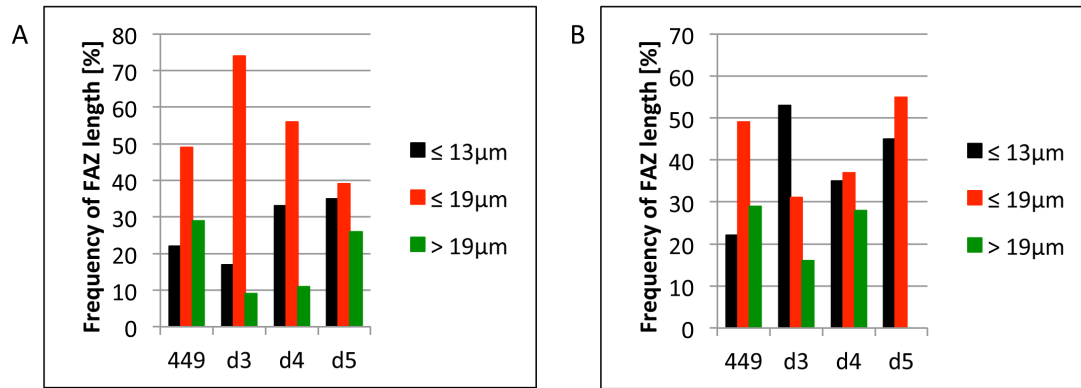 A
Frequency of FAZ length [%]
80
70
60
50
40
30
20
10
0
449 d3 d4 d5
≤ 13µm
≤ 19µm
> 19µm
B
Frequency of FAZ length [%]
70
60
50
40
30
20
10
0
449 d3 d4 d5
≤ 13µm
≤ 19µm
> 19µm